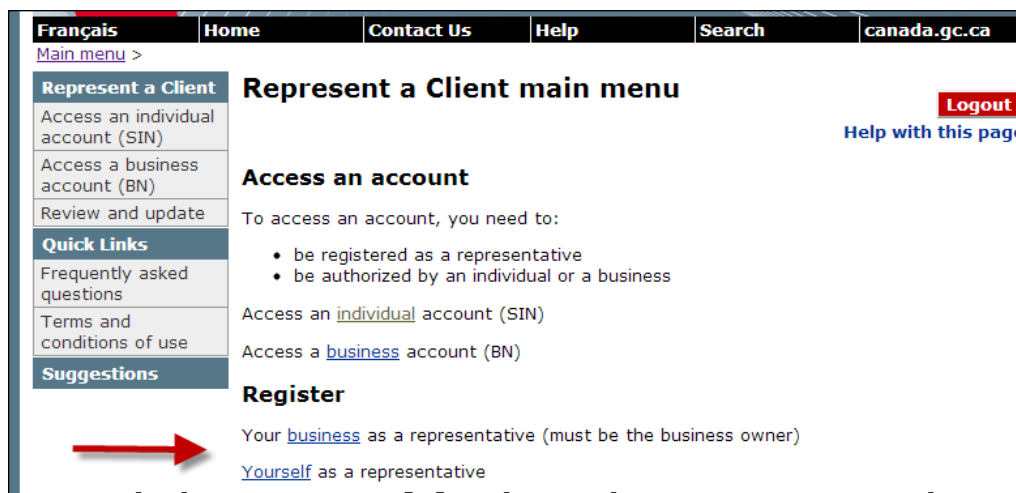 Français Home Contact Us Help Search canada.gc.ca
Main menu >
Represent a Client
Access an individual
account (SIN)
Access a business
account (BN)
Review and update
Quick Links
Frequently asked
questions
Terms and
conditions of use
Suggestions
Represent a Client main menu
Logout
Help with this page
Access an account
To access an account, you need to:
• be registered as a representative
• be authorized by an individual or a business
Access an individual account (SIN)
Access a business account (BN)
Register
Your business as a representative (must be the business owner)
Yourself as a representative